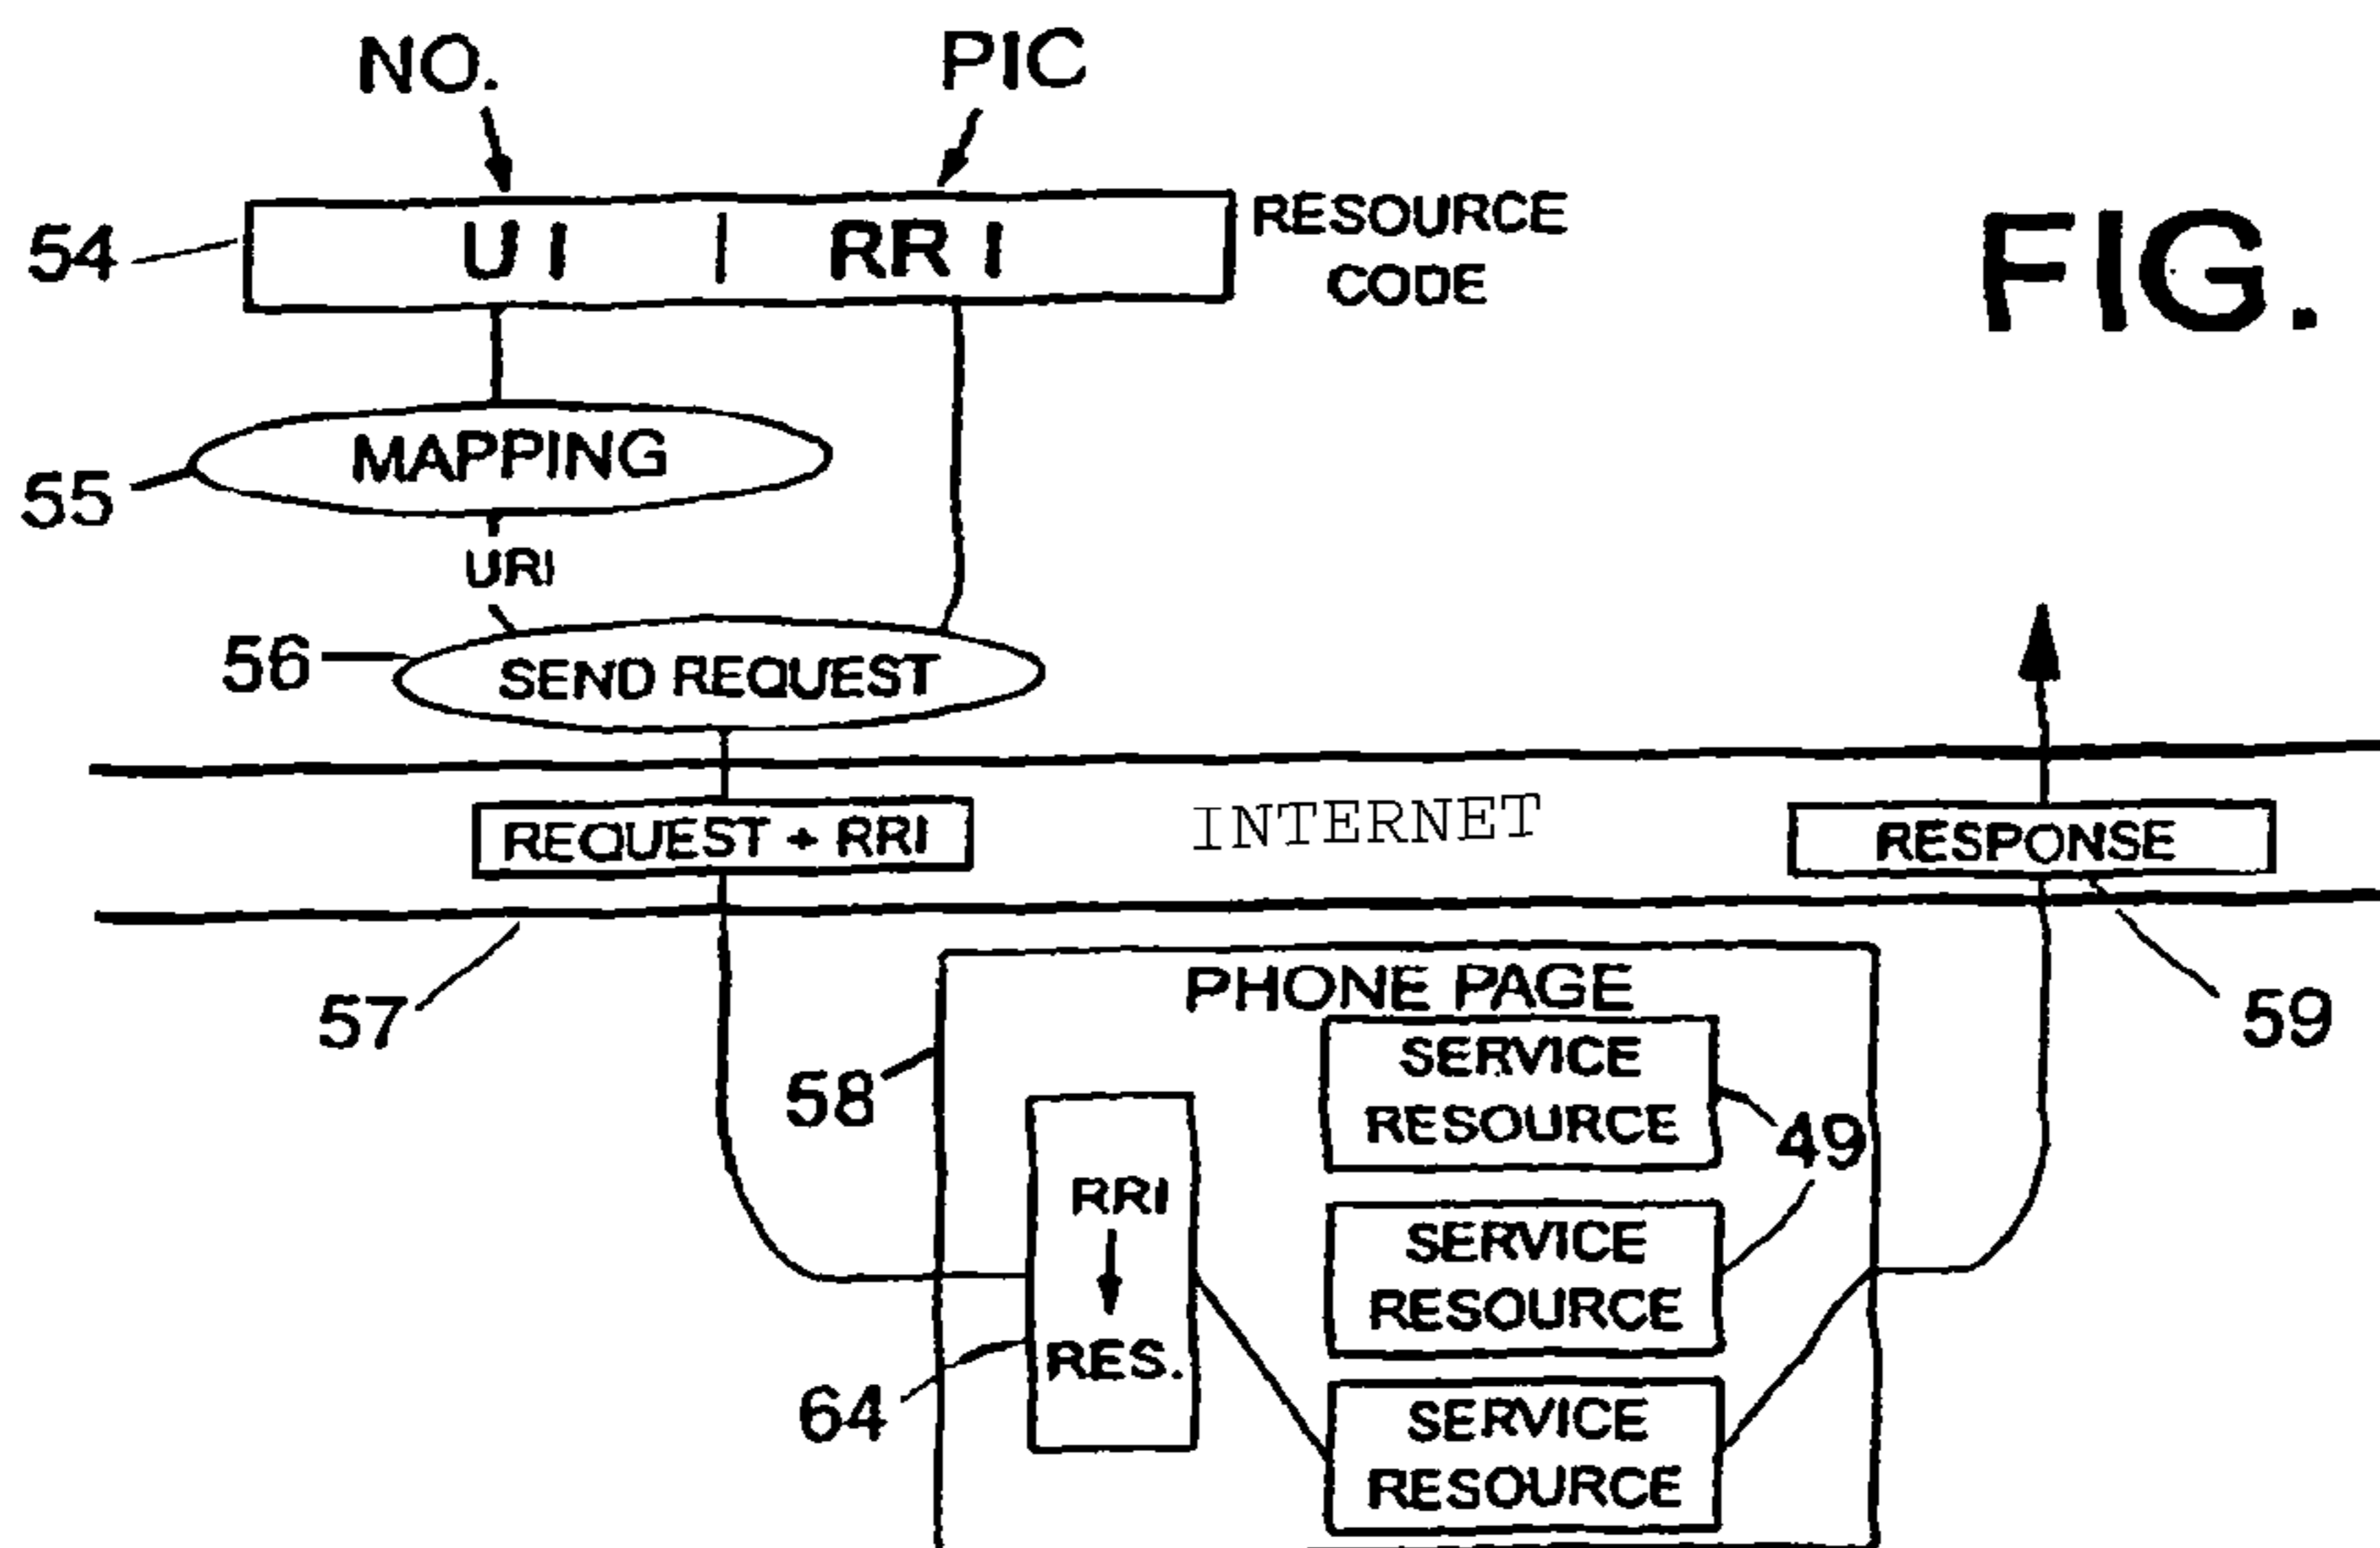 NO.
PIC
54
UI | RRI
RESOURCE
CODE
FIG.
55
MAPPING
URI
56
SEND REQUEST
REQUEST + RRI
INTERNET
RESPONSE
57
59
PHONE PAGE
58
SERVICE
RESOURCE
49
RRI
RES.
64
SERVICE
RESOURCE
SERVICE
RESOURCE